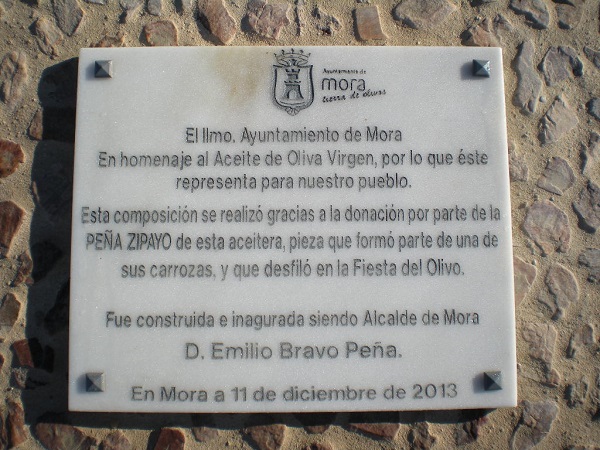 Ayuntamiento de
mora
tierra de olivos
El Ilmo. Ayuntamiento de Mora
En homenaje al Aceite de Oliva Virgen, por lo que éste
representa para nuestro pueblo.
Esta composición se realizó gracias a la donación por parte de la
PEÑA ZIPAYO de esta aceitera, pieza que formó parte de una de
sus carrozas, y que desfiló en la Fiesta del Olivo.
Fue construida e inagurada siendo Alcalde de Mora
D. Emilio Bravo Peña.
En Mora a 11 de diciembre de 2013